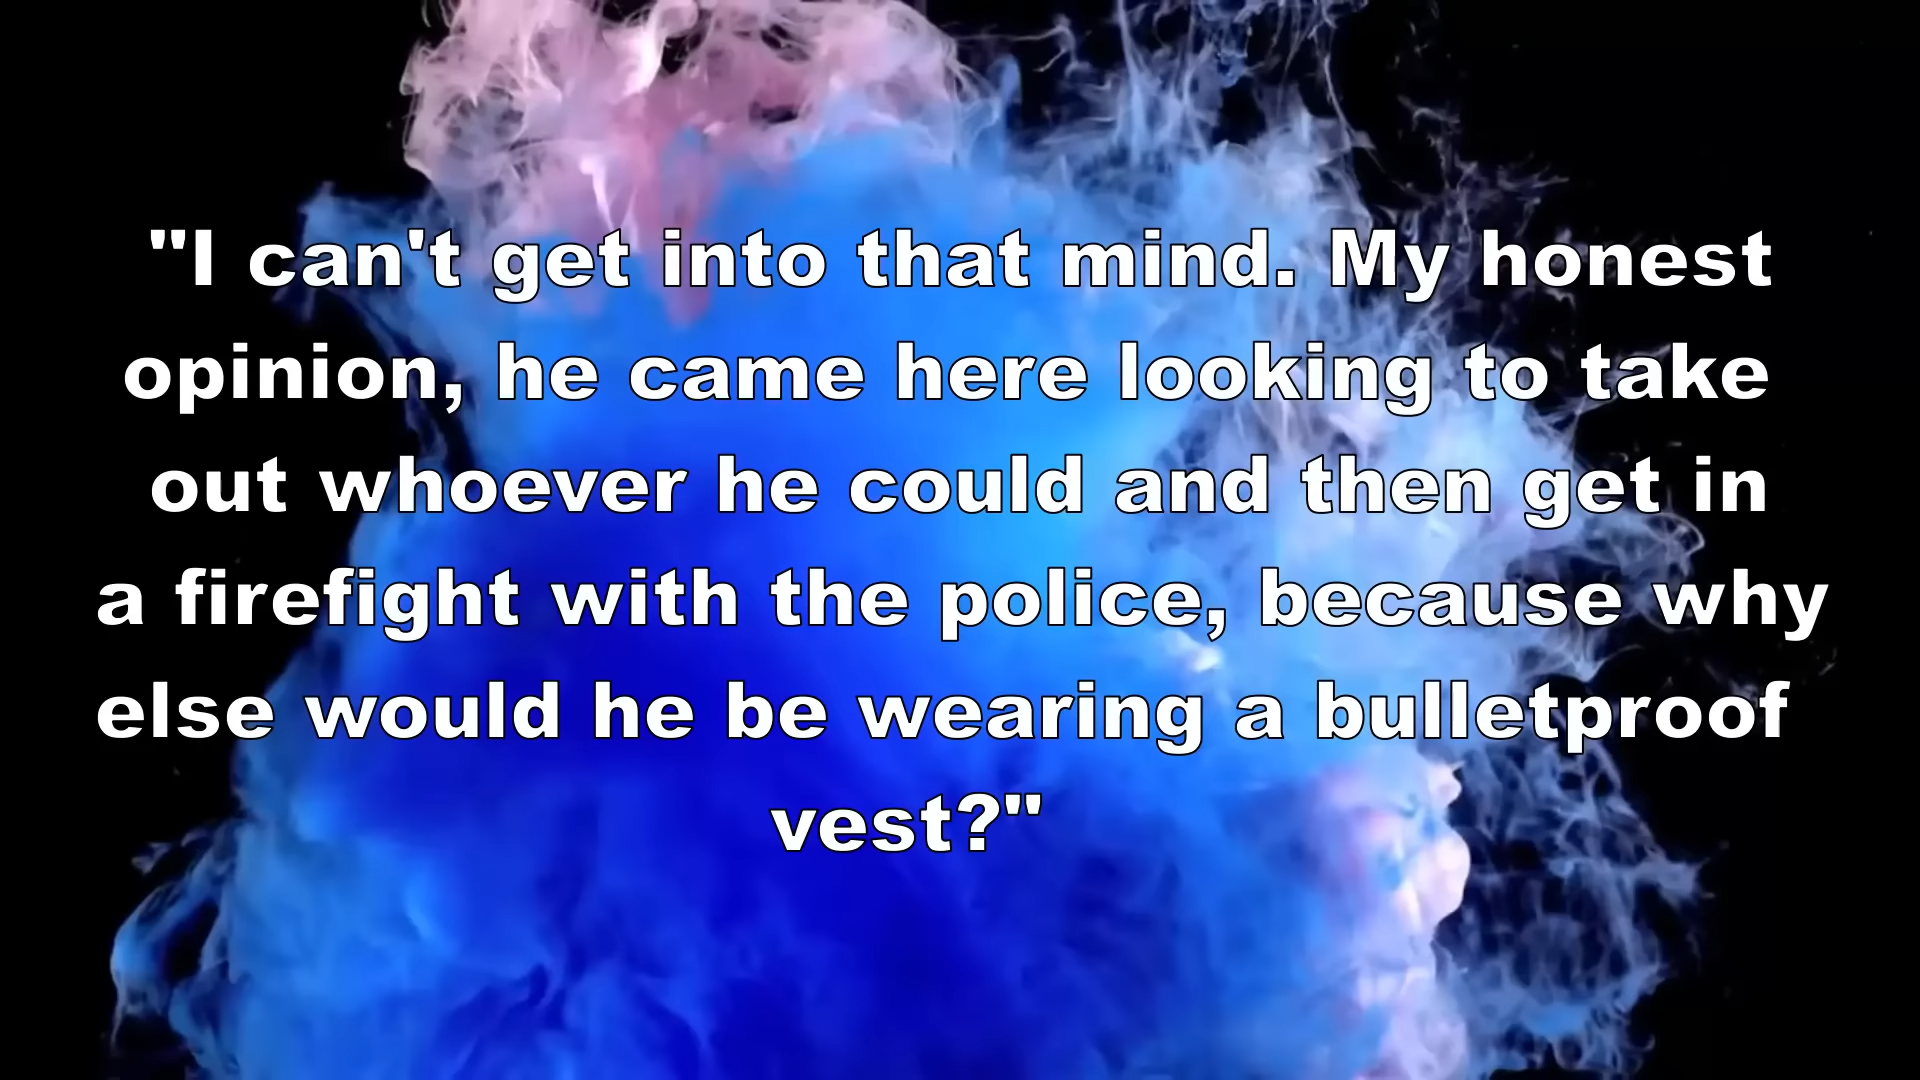 "I can't get into that mind. My honest
opinion, he came here looking to take
out whoever he could and then get in
a firefight with the police, because why
else would he be wearing a bulletproof
vest?"